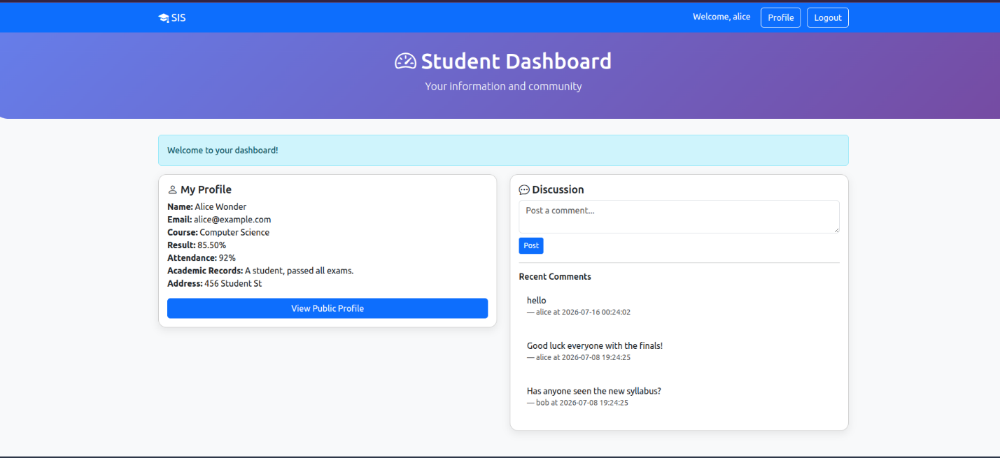 SIS
Welcome, alice
Profile
Logout
Student Dashboard
Your information and community
Welcome to your dashboard!
My Profile
Name: Alice Wonder
Email: alice@example.com
Course: Computer Science
Result: 85.50%
Attendance: 92%
Academic Records: A student, passed all exams.
Address: 456 Student St
View Public Profile
Discussion
Post a comment...
Post
Recent Comments
hello
— alice at 2026-07-16 00:24:02
Good luck everyone with the finals!
— alice at 2026-07-08 19:24:25
Has anyone seen the new syllabus?
— bob at 2026-07-08 19:24:25